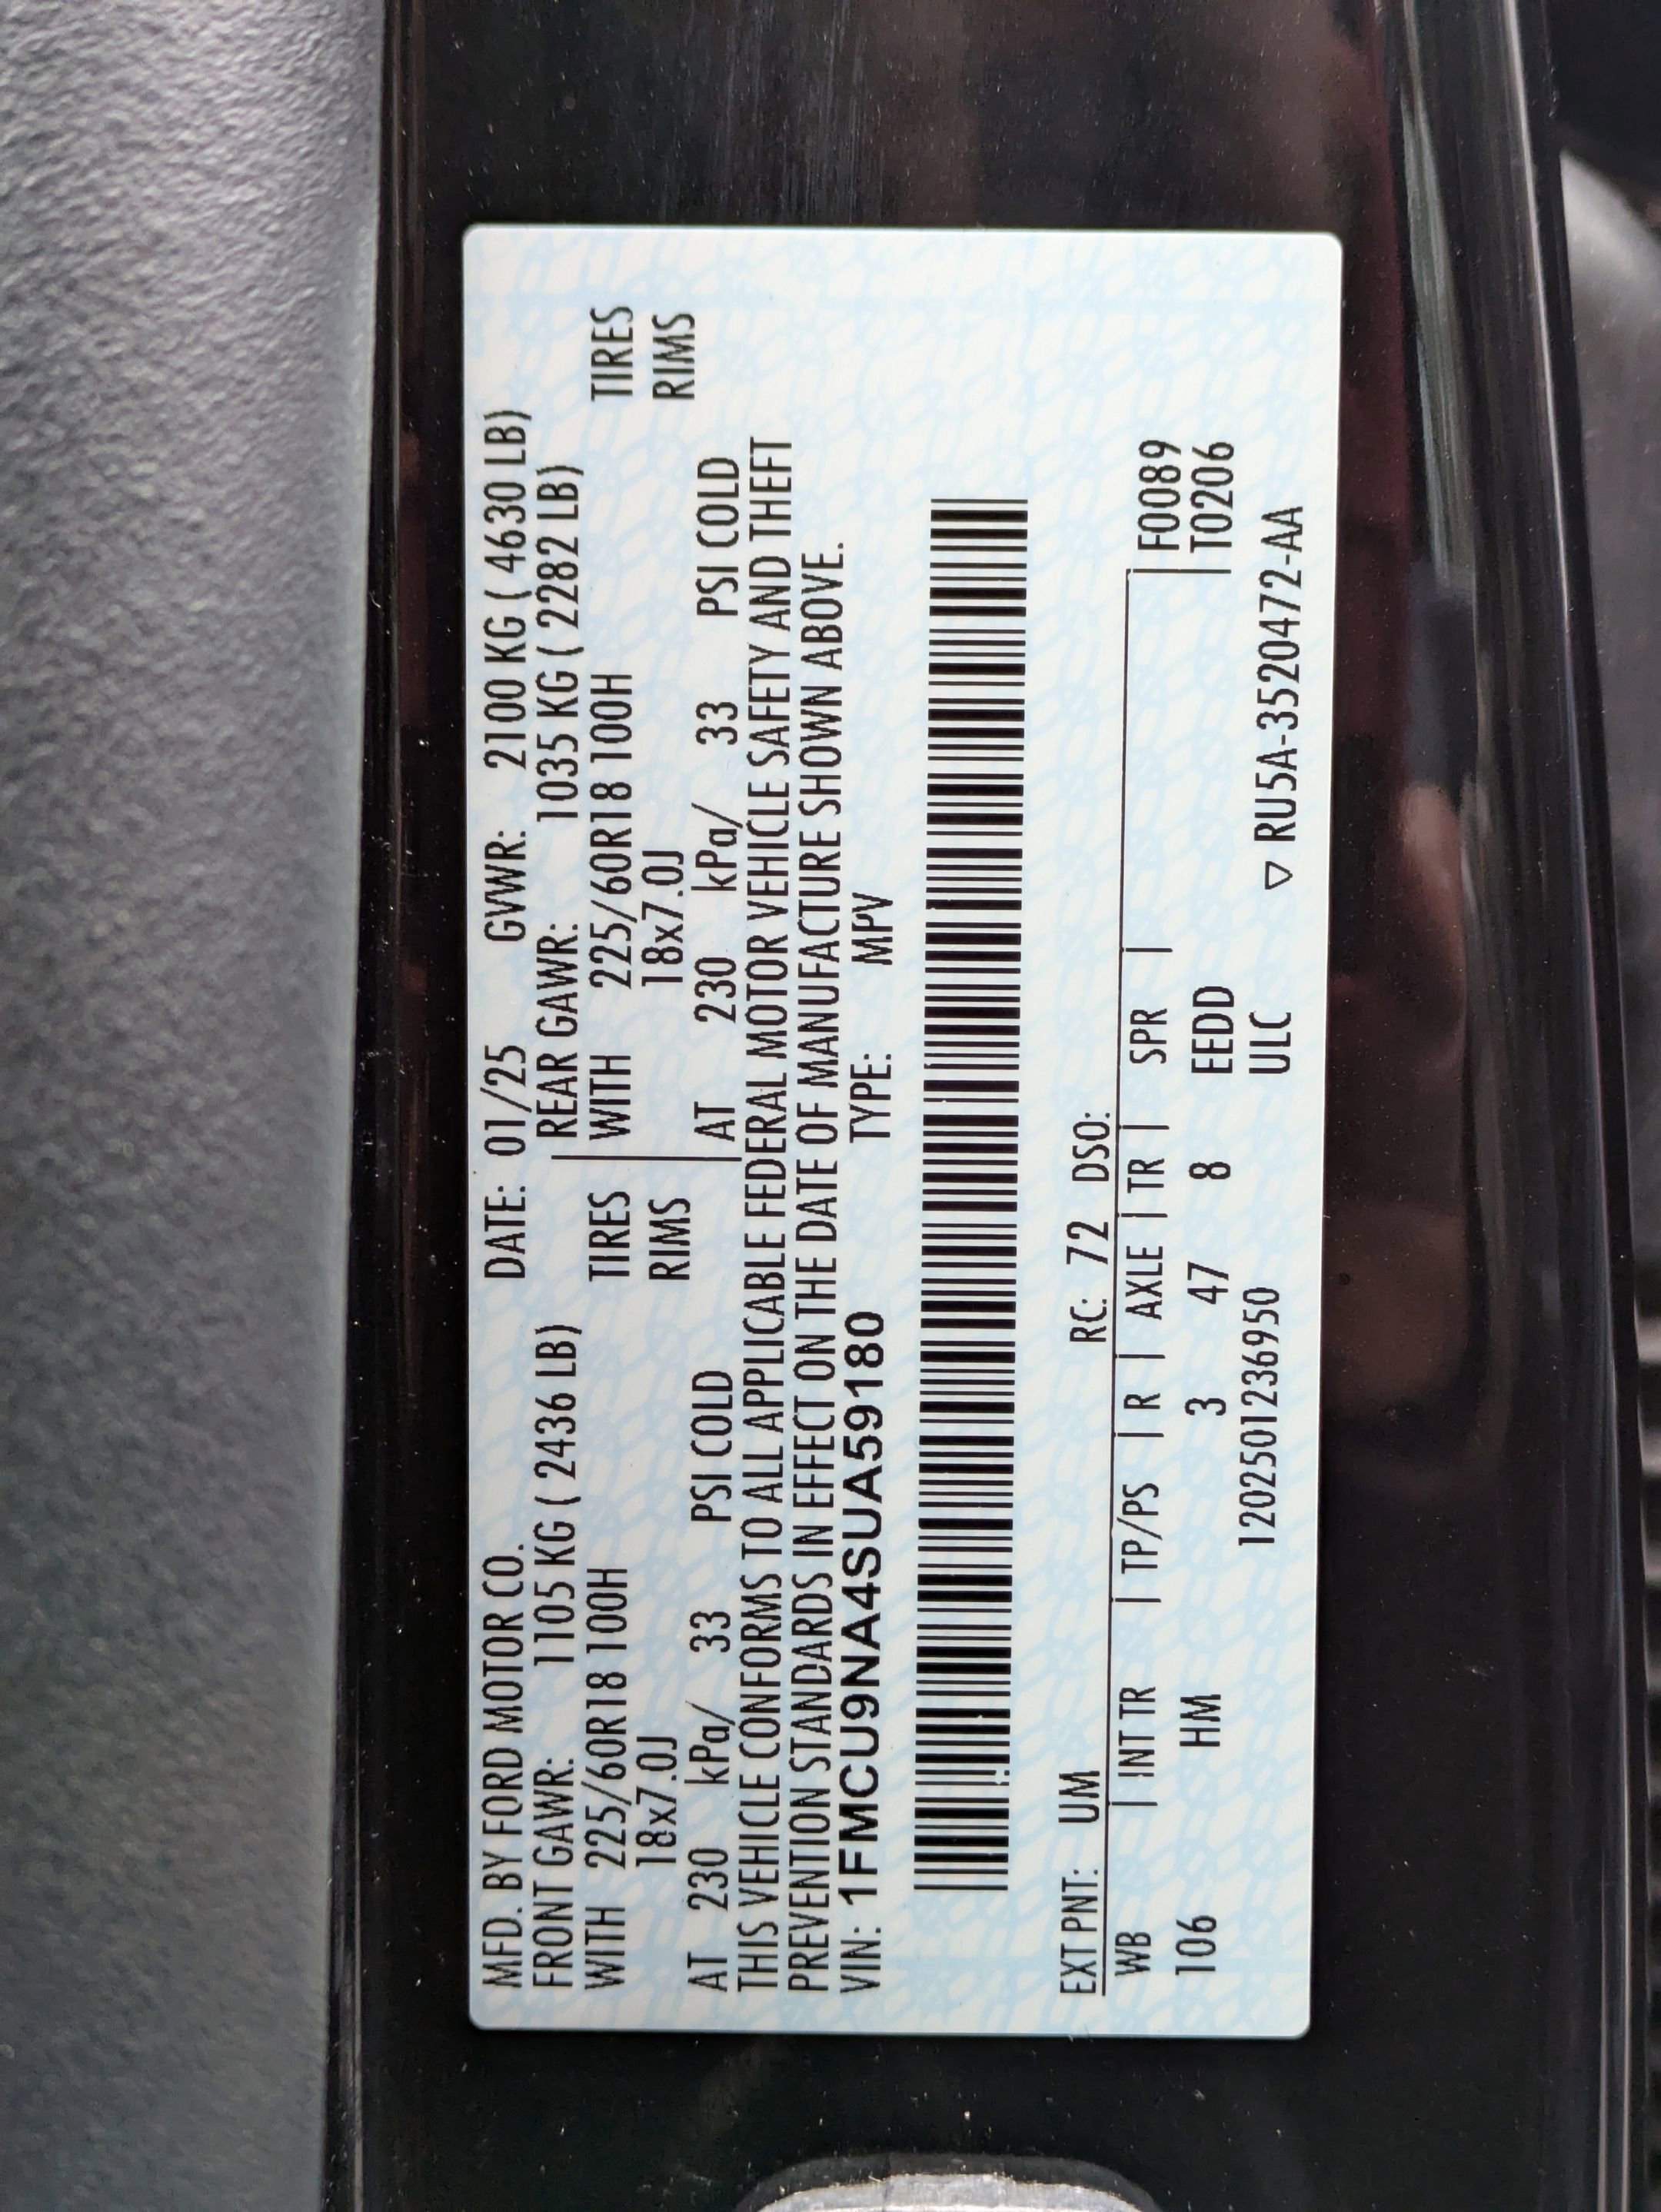 MFD. BY FORD MOTOR CO. DATE: 01/25 GVWR: 2100 KG ( 4630 LB)
FRONT GAWR: 1105 KG ( 2436 LB) REAR GAWR: 1035 KG ( 2282 LB)
WITH 225/60R18 100H TIRES WITH 225/60R18 100H TIRES
18x7.0J RIMS 18x7.0J RIMS
AT 230 kPa/ 33 PSI COLD AT 230 kPa/ 33 PSI COLD
THIS VEHICLE CONFORMS TO ALL APPLICABLE FEDERAL MOTOR VEHICLE SAFETY AND THEFT
PREVENTION STANDARDS IN EFFECT ON THE DATE OF MANUFACTURE SHOWN ABOVE.
VIN: 1FMCU9NA4SUA59180 TYPE: MPV
EXT PNT: UM RC: 72 DSO:
WB | INT TR | TP/PS | R | AXLE | TR | SPR | F0089
106 HM 3 47 8 EEDD T0206
1202501236950 ULC ▽ RU5A-3520472-AA